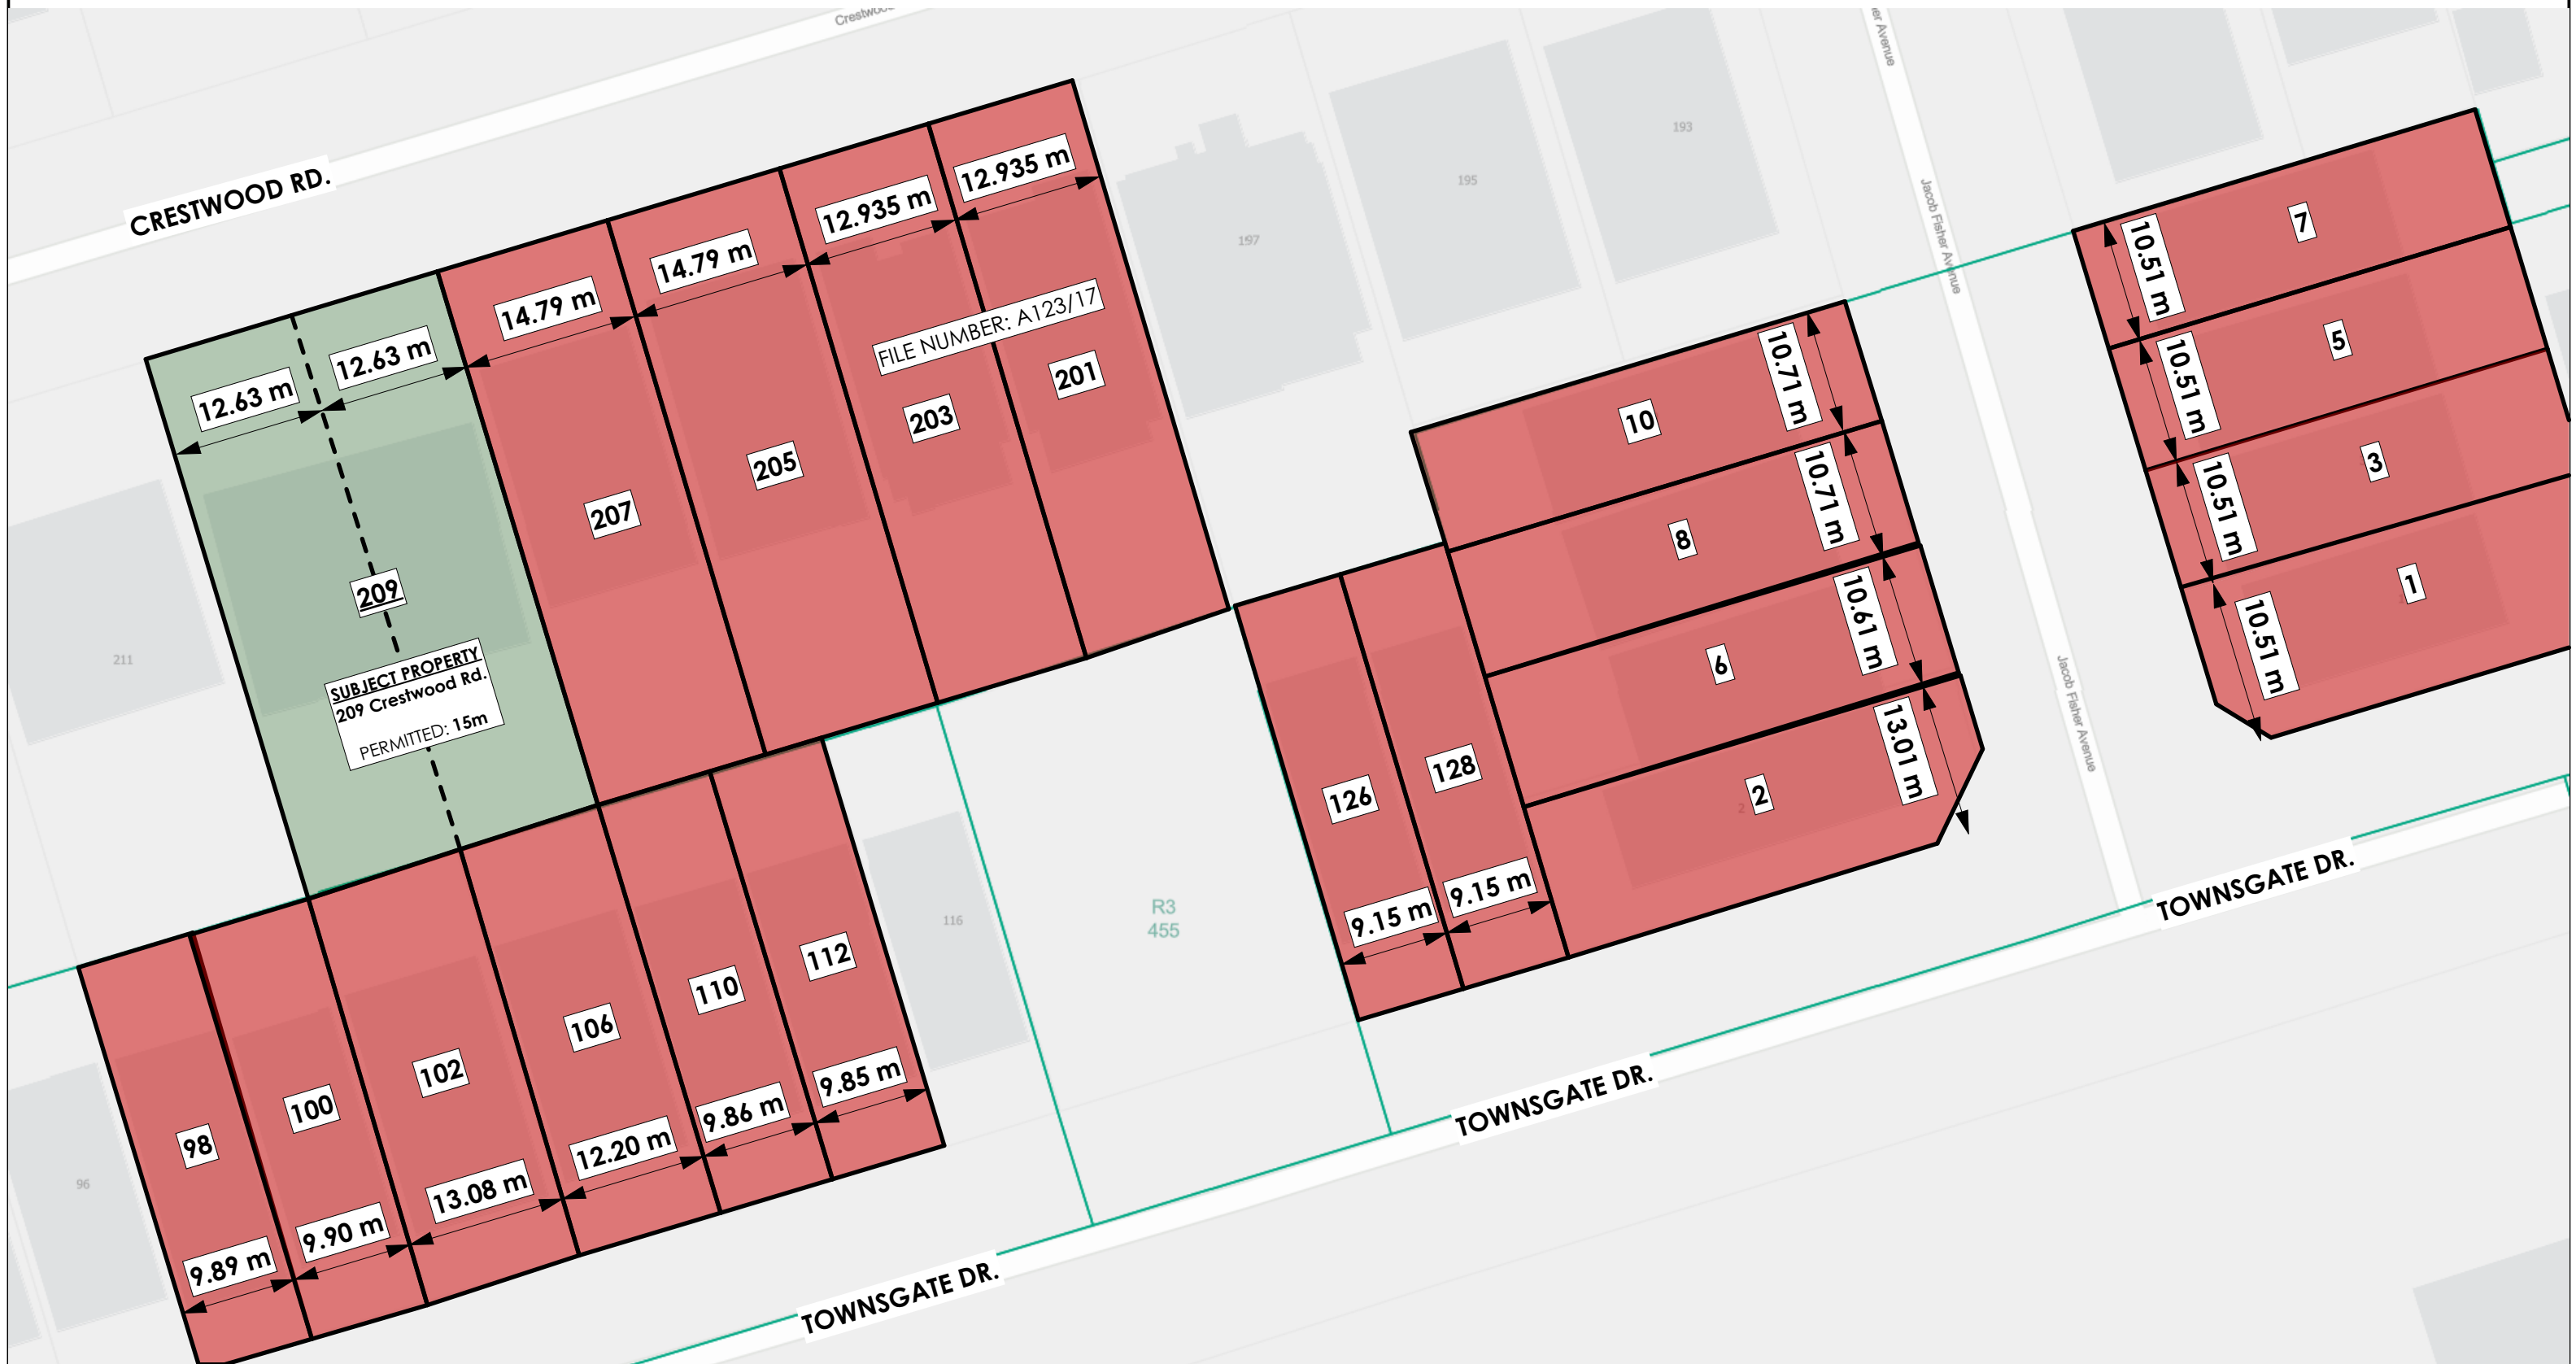 Crestwood
CRESTWOOD RD.
12.63 m
12.63 m
14.79 m
14.79 m
12.935 m
12.935 m
FILE NUMBER: A123/17
209
207
205
203
201
SUBJECT PROPERTY
209 Crestwood Rd.
PERMITTED: 15m
211
197
195
193
Jacob Fisher Avenue
Jacob Fisher Avenue
10
10.71 m
8
10.71 m
6
10.61 m
2
2
13.01 m
7
10.51 m
5
10.51 m
3
10.51 m
1
10.51 m
126
128
9.15 m
9.15 m
R3
455
116
96
98
100
102
106
110
112
9.89 m
9.90 m
13.08 m
12.20 m
9.86 m
9.85 m
TOWNSGATE DR.
TOWNSGATE DR.
TOWNSGATE DR.